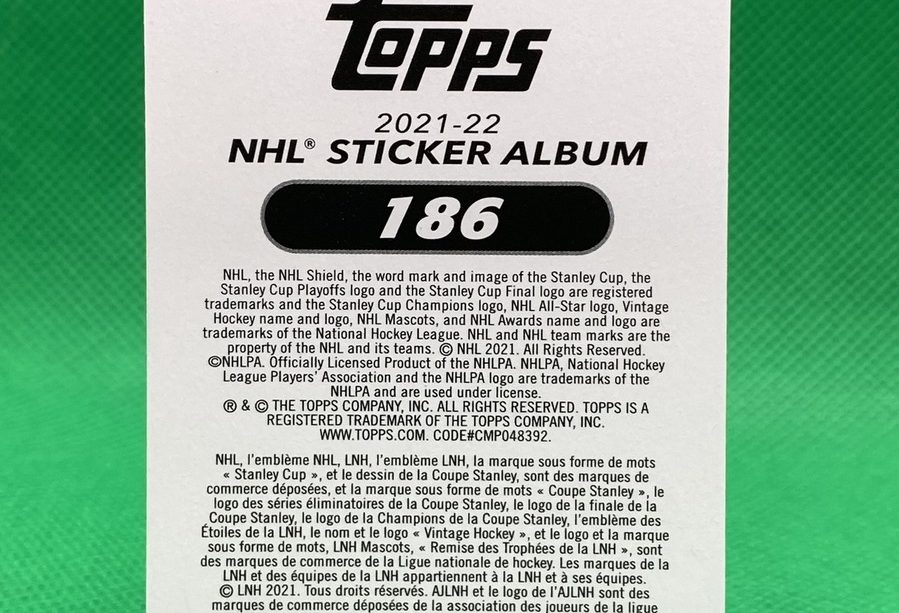 Topps
2021-22
NHL® STICKER ALBUM
186
NHL, the NHL Shield, the word mark and image of the Stanley Cup, the
Stanley Cup Playoffs logo and the Stanley Cup Final logo are registered
trademarks and the Stanley Cup Champions logo, NHL All-Star logo, Vintage
Hockey name and logo, NHL Mascots, and NHL Awards name and logo are
trademarks of the National Hockey League. NHL and NHL team marks are the
property of the NHL and its teams. © NHL 2021. All Rights Reserved.
©NHLPA. Officially Licensed Product of the NHLPA. NHLPA, National Hockey
League Players' Association and the NHLPA logo are trademarks of the
NHLPA and are used under license.
® & © THE TOPPS COMPANY, INC. ALL RIGHTS RESERVED. TOPPS IS A
REGISTERED TRADEMARK OF THE TOPPS COMPANY, INC.
WWW.TOPPS.COM. CODE#CMP048392.
NHL, l'emblème NHL, LNH, l'emblème LNH, la marque sous forme de mots
« Stanley Cup », et le dessin de la Coupe Stanley, sont des marques de
commerce déposées, et la marque sous forme de mots « Coupe Stanley », le
logo des séries éliminatoires de la Coupe Stanley, le logo de la finale de la
Coupe Stanley, le logo de la Champions de la Coupe Stanley, l'emblème des
Étoiles de la LNH, le nom et le logo « Vintage Hockey », et le logo et la marque
sous forme de mots, LNH Mascots, « Remise des Trophées de la LNH », sont
des marques de commerce de la Ligue nationale de hockey. Les marques de la
LNH et des équipes de la LNH appartiennent à la LNH et à ses équipes.
© LNH 2021. Tous droits réservés. AJLNH et le logo de l'AJLNH sont des
marques de commerce déposées de la association des joueurs de la ligue